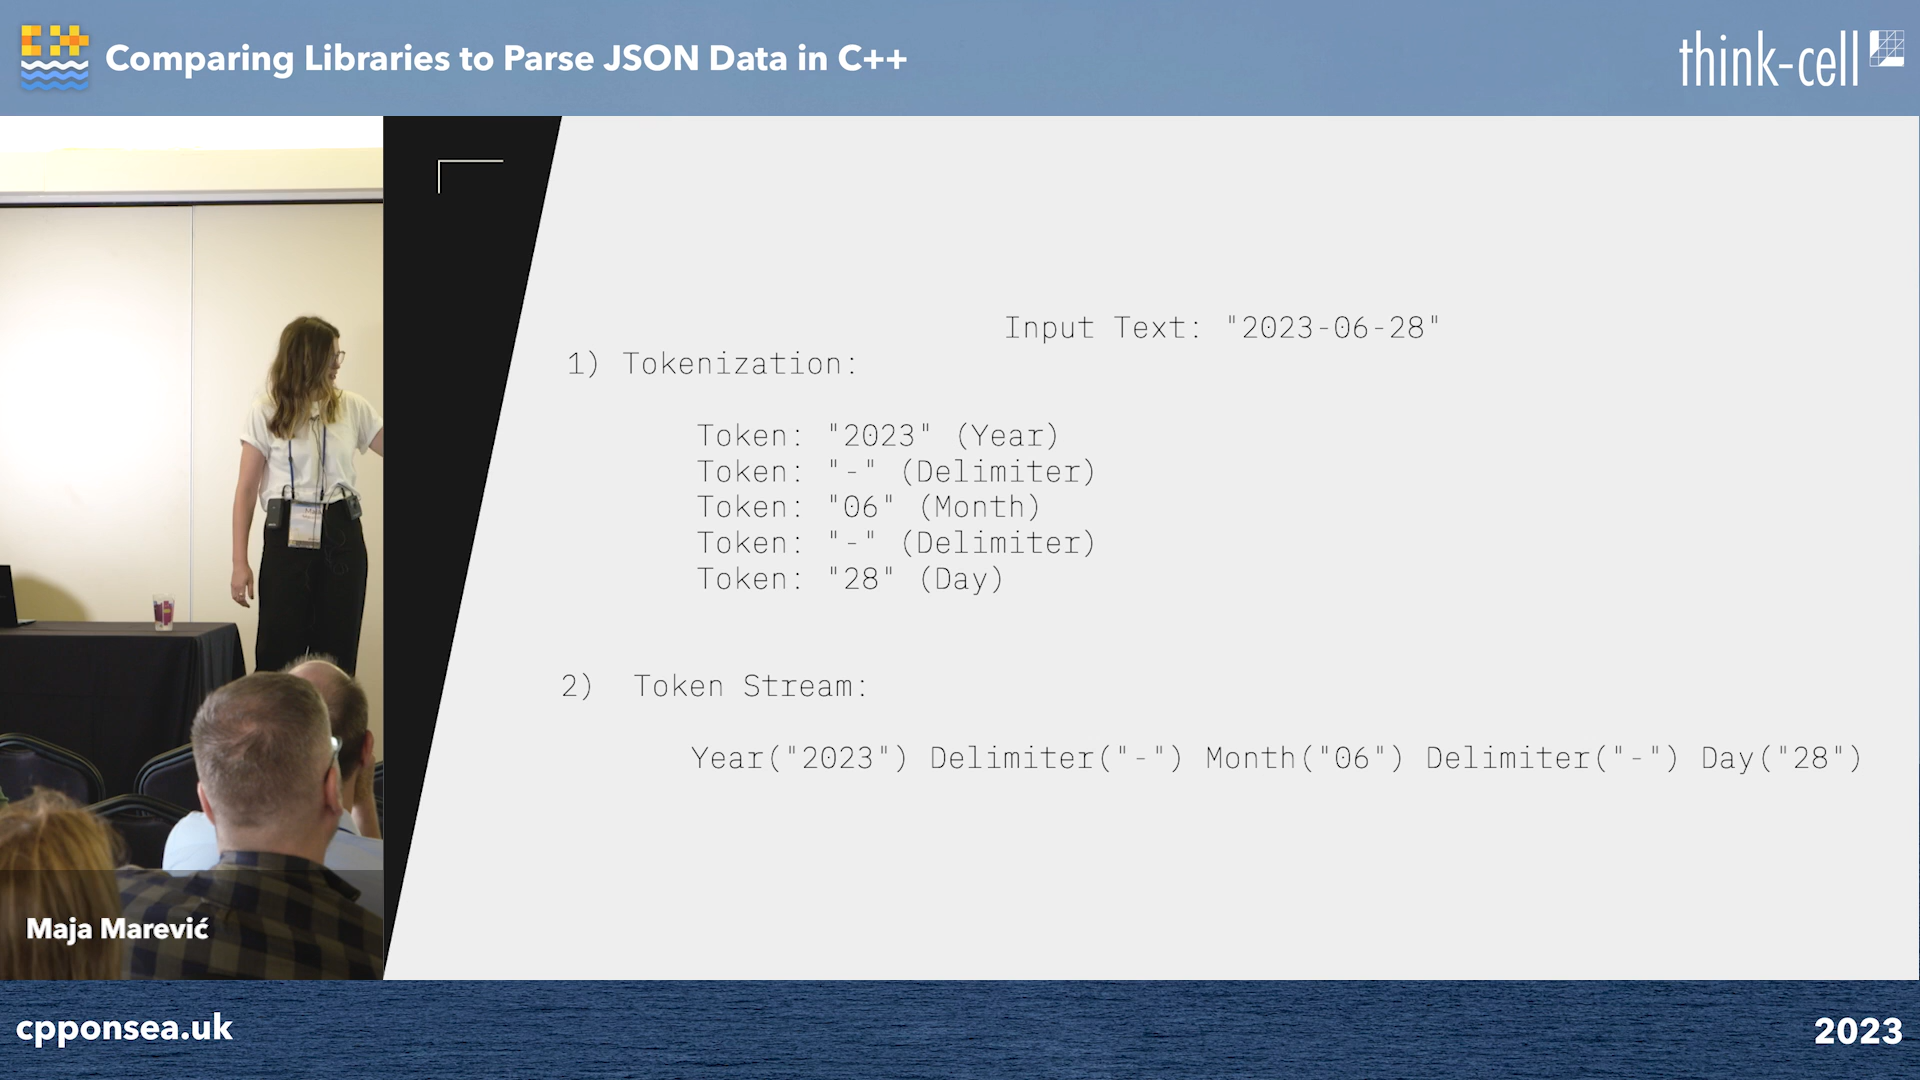 Comparing Libraries to Parse JSON Data in C++
think-cell
Input Text: "2023-06-28"
1) Tokenization:
Token: "2023" (Year)
Token: "-" (Delimiter)
Token: "06" (Month)
Token: "-" (Delimiter)
Token: "28" (Day)
2) Token Stream:
Year("2023") Delimiter("-") Month("06") Delimiter("-") Day("28")
Maja Marević
cpponsea.uk
2023